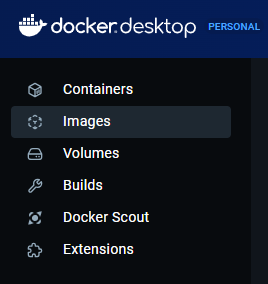 docker.desktop PERSONAL
Containers
Images
Volumes
Builds
Docker Scout
Extensions